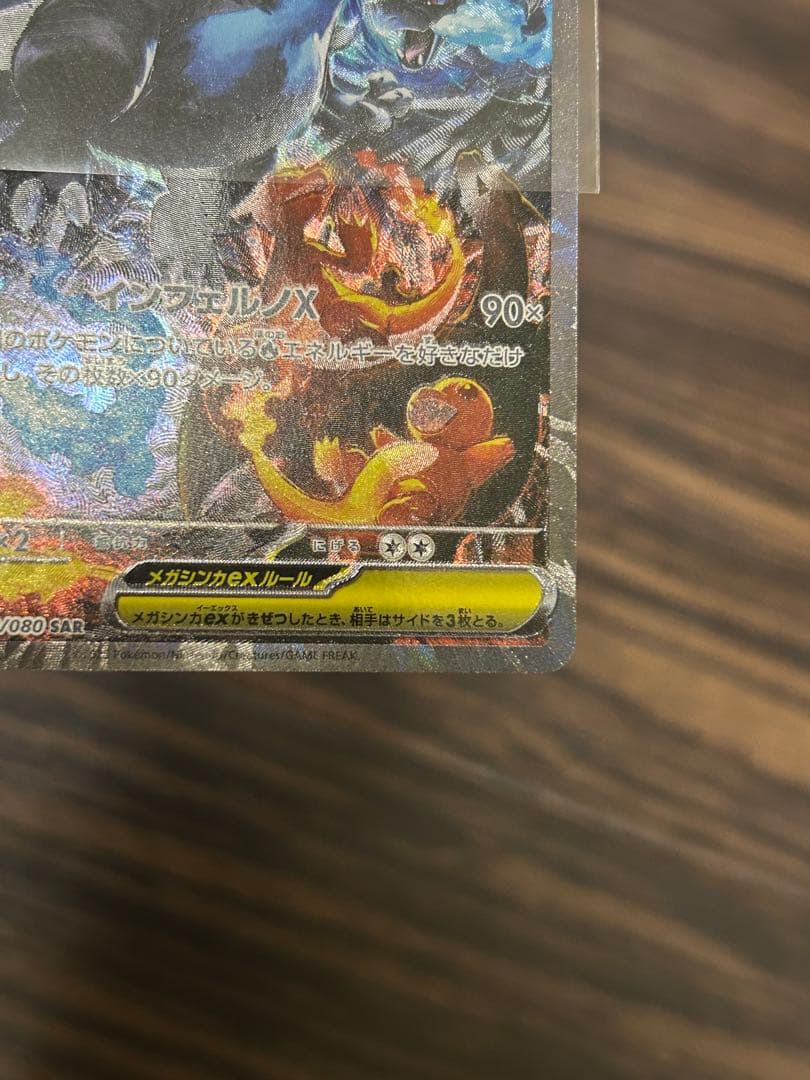 インフェルノX 90×
のポケモンについている エネルギーを好きなだけ
し、その枚数×90ダメージ。
×2 抵抗力 にげる
メガシンカexルール
メガシンカexがきぜつしたとき、相手はサイドを3枚とる。
/080 SAR
Pokémon/Nintendo/Creatures/GAME FREAK.